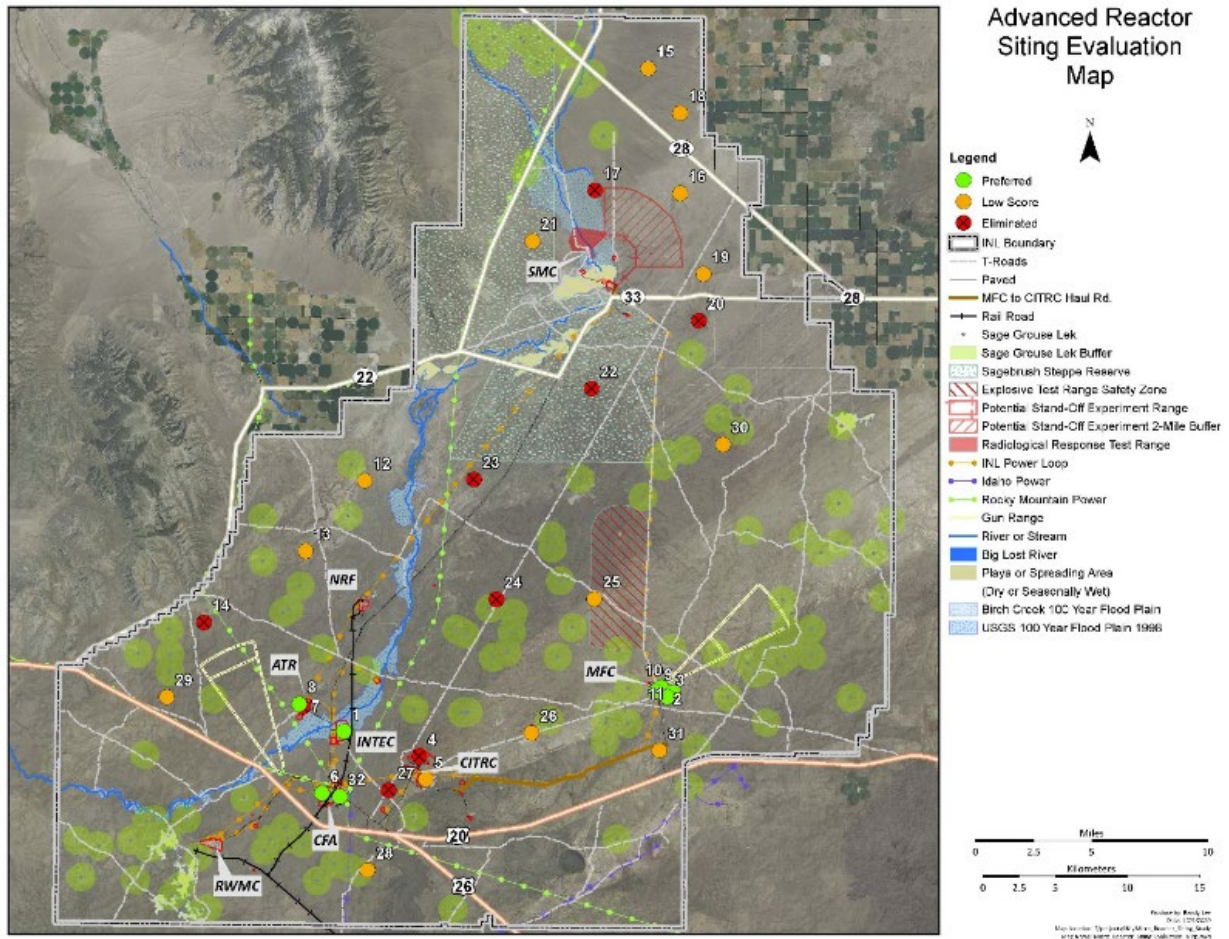 Advanced Reactor
Siting Evaluation
Map
N
Legend
Preferred
Low Score
Eliminated
INL Boundary
T-Roads
Paved
MFC to CITRC Haul Rd.
Rail Road
Sage Grouse Lek
Sage Grouse Lek Buffer
Sagebrush Steppe Reserve
Explosive Test Range Safety Zone
Potential Stand-Off Experiment Range
Potential Stand-Off Experiment 2-Mile Buffer
Radiological Response Test Range
INL Power Loop
Idaho Power
Rocky Mountain Power
Gun Range
River or Stream
Big Lost River
Playa or Spreading Area
(Dry or Seasonally Wet)
Birch Creek 100 Year Flood Plain
USGS 100 Year Flood Plain 1998
Miles
0 2.5 5 10
Kilometers
0 2.5 5 10 15
15
18
28
17
16
21
SMC
19
33
28
20
22
22
30
12
23
13
NRF
24
25
14
MFC
10
9
3
11
2
ATR
8
7
29
1
INTEC
26
31
4
5
CITRC
27
6
32
CFA
20
RWMC
28
26